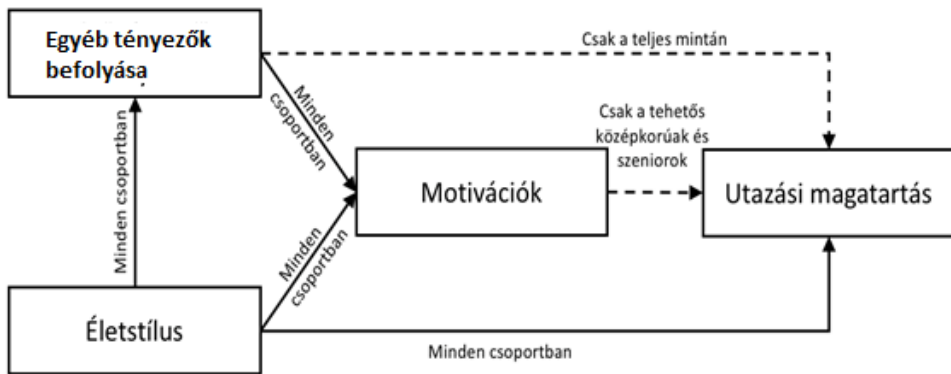 Egyéb tényezők
befolyása
Csak a teljes mintán
Minden
csoportban
Csak a tehetős
középkorúak és
szeniorok
Minden csoportban
Motivációk
Utazási magatartás
Minden
csoportban
Életstílus
Minden csoportban